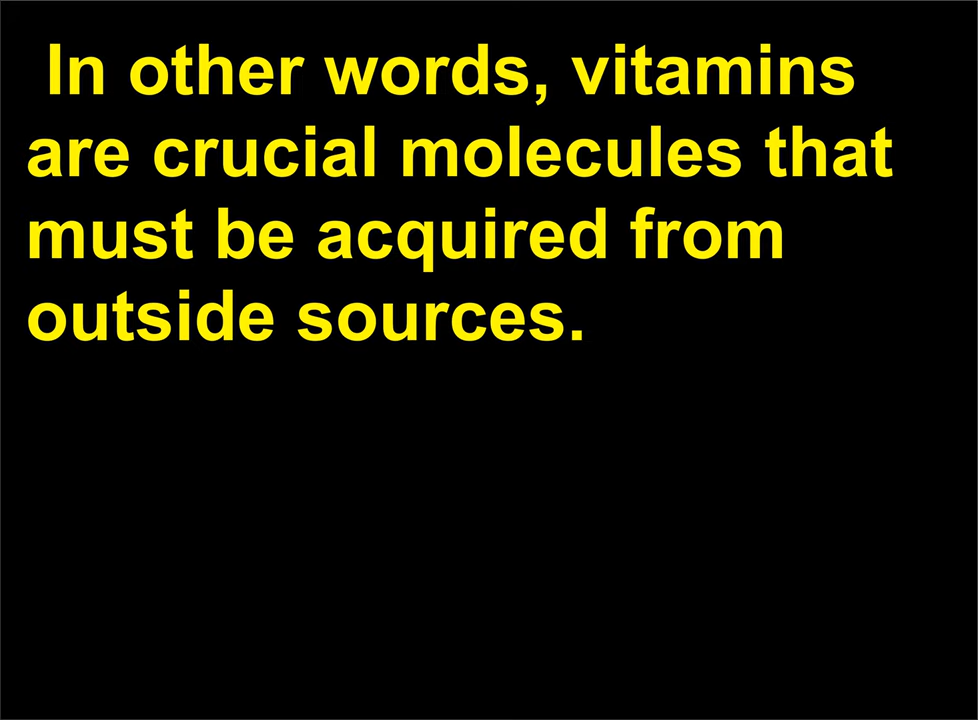 In other words, vitamins
are crucial molecules that
must be acquired from
outside sources.